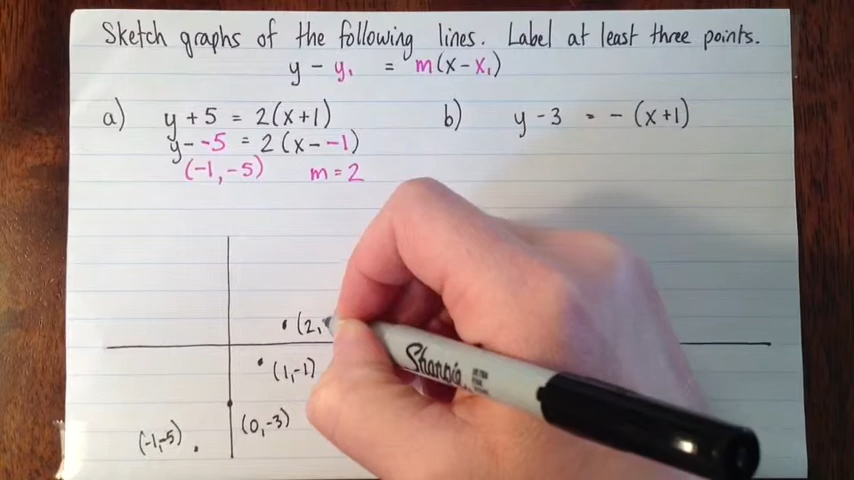 Sketch graphs of the following lines. Label at least three points.
y - y₁ = m(x-x₁)
a) y + 5 = 2(x+1)
y - -5 = 2(x - -1)
(-1, -5) m = 2
b) y - 3 = - (x+1)
(2,
(1,-1)
(0,-3)
(-1,-5)
Sharpie